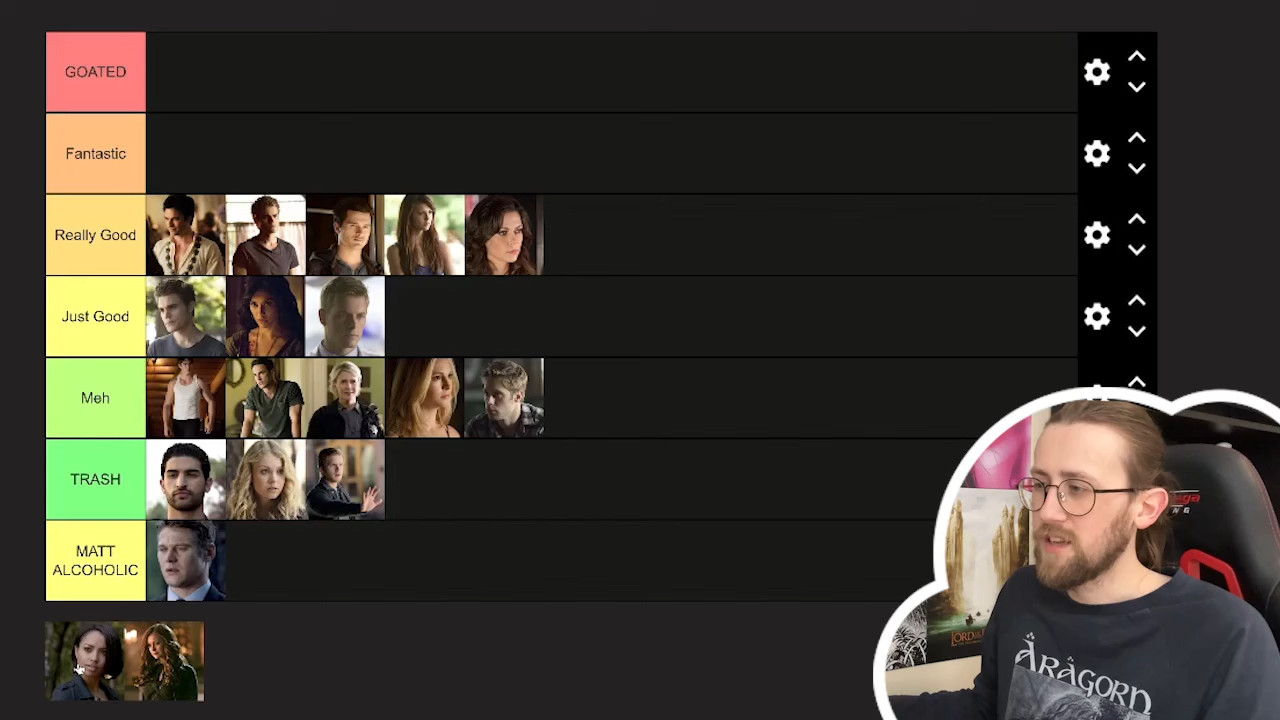 GOATED
Fantastic
Really Good
Just Good
Meh
TRASH
MATT
ALCOHOLIC
LORD
ARAGORN